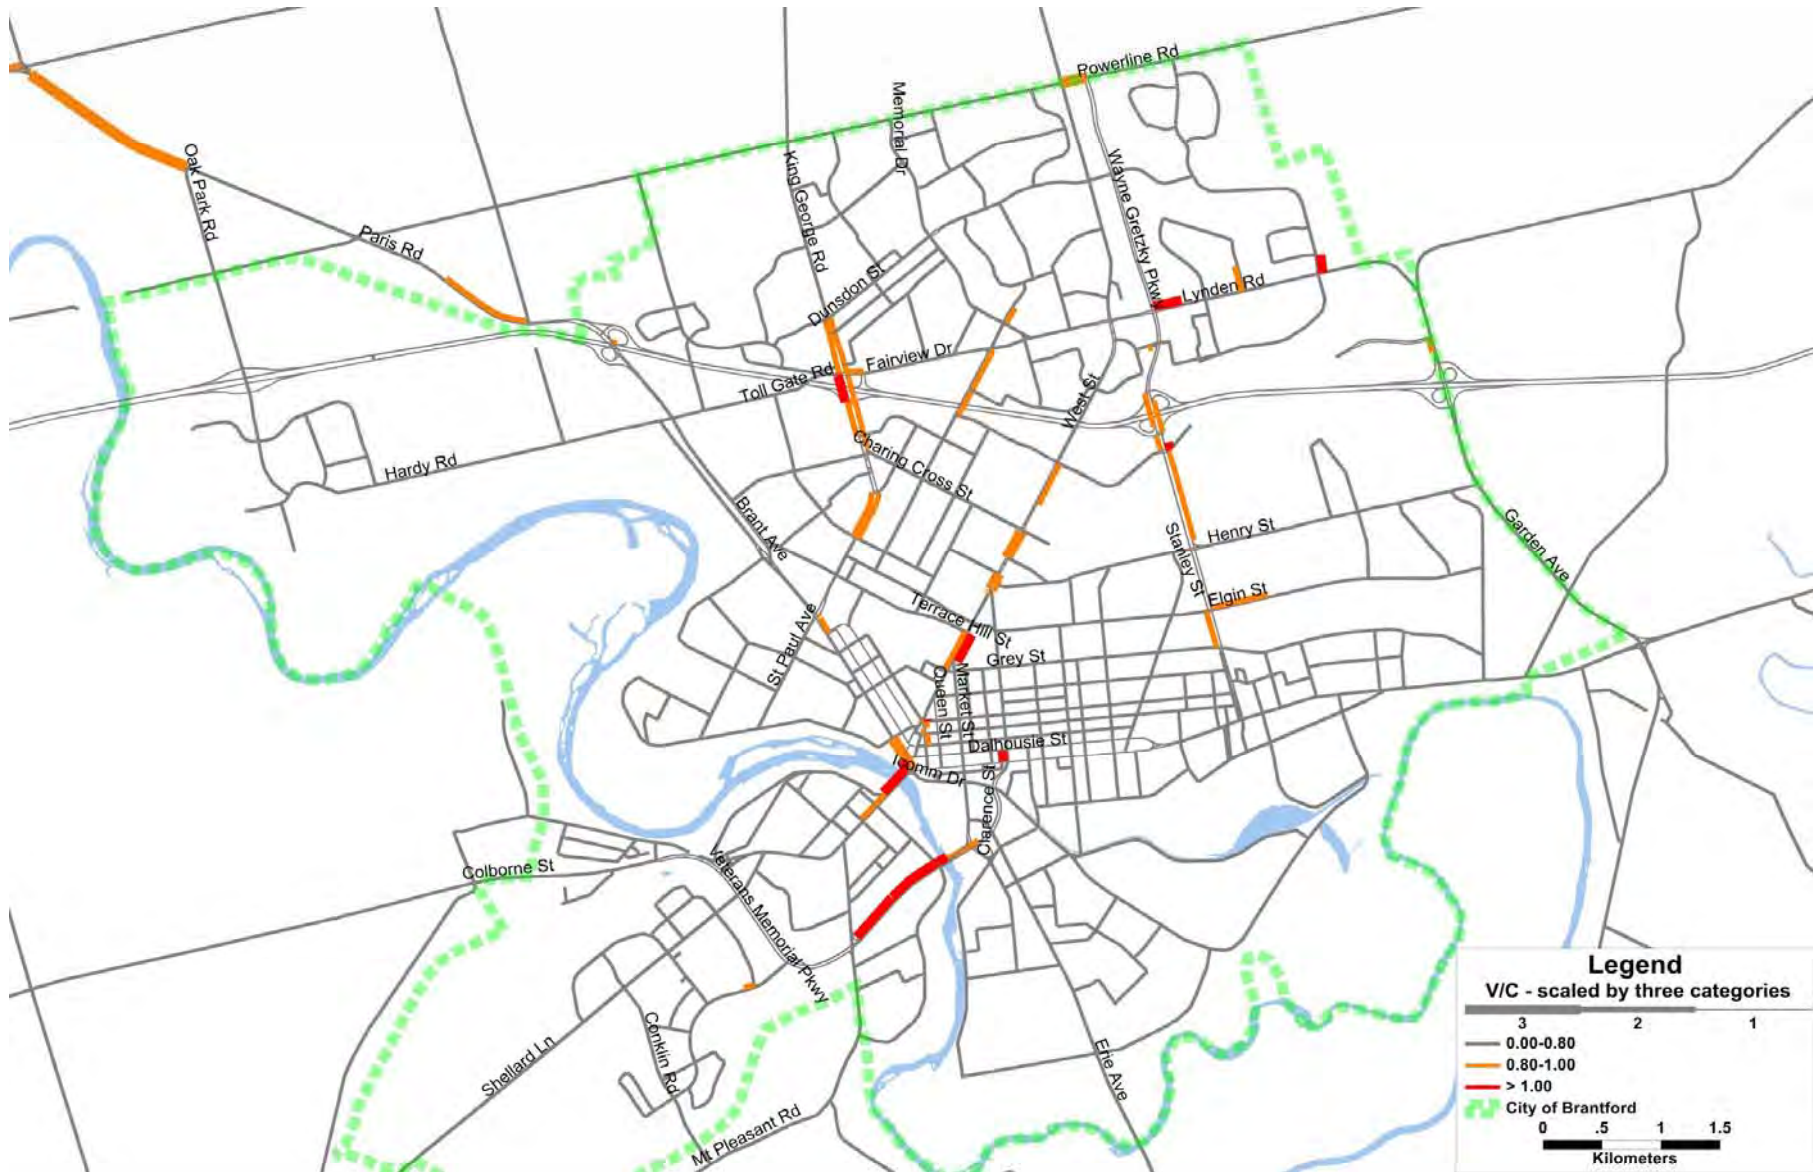 Powerline Rd
Memorial Dr
Oak Park Rd
King George Rd
Wayne Gretzky Pkwy
Paris Rd
Lynden Rd
Dunsdon St
Fairview Dr
Toll Gate Rd
West St
Charing Cross St
Hardy Rd
Brant Ave
Garden Ave
Henry St
Stanley St
Elgin St
Terrace Hill St
St Paul Ave
Grey St
Queen St
Market St
Dalhousie St
Icomm Dr
Clarence St
Colborne St
Veterans Memorial Pkwy
Shellard Ln
Conklin Rd
Erie Ave
Mt Pleasant Rd
Legend
V/C - scaled by three categories
3 2 1
0.00-0.80
0.80-1.00
> 1.00
City of Brantford
0 .5 1 1.5
Kilometers